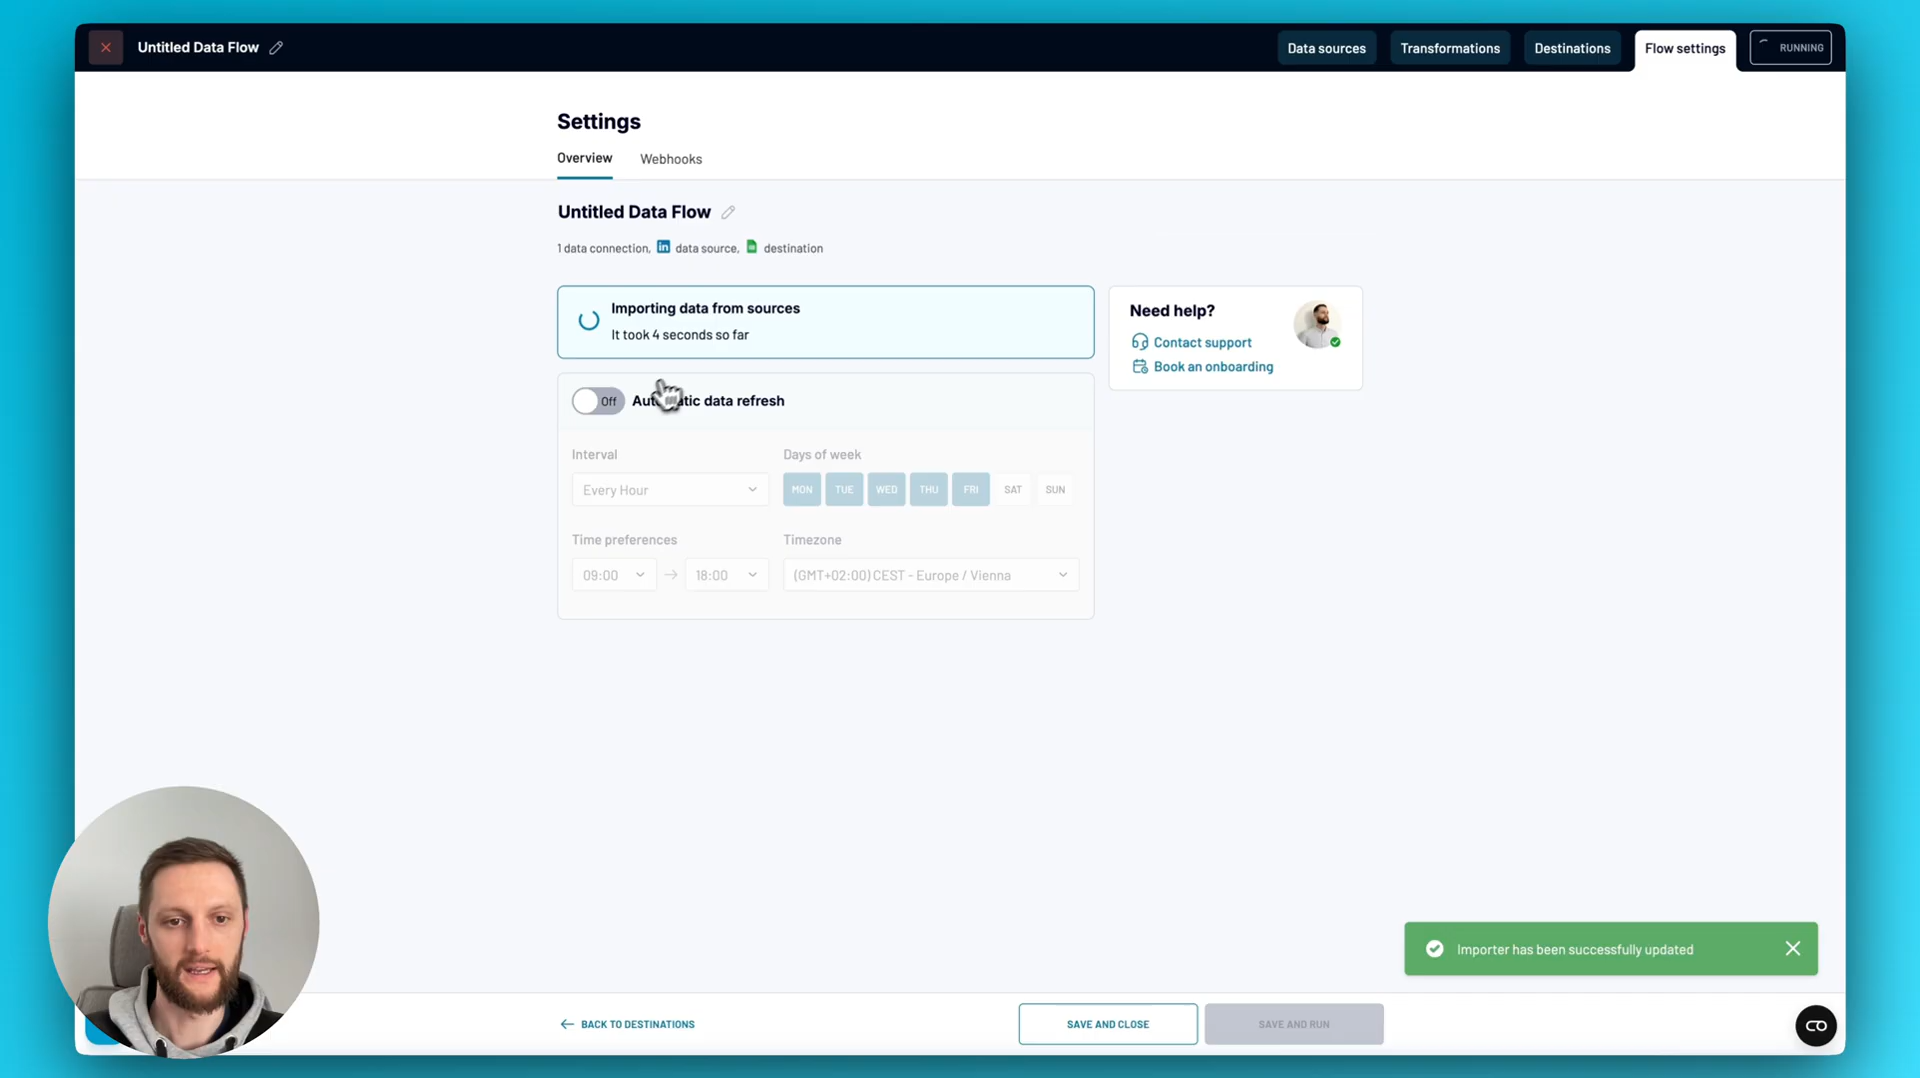 Untitled Data Flow
Data sources
Transformations
Destinations
Flow settings
RUNNING
Settings
Overview
Webhooks
Untitled Data Flow
1 data connection, in data source, destination
Importing data from sources
It took 4 seconds so far
Need help?
Contact support
Book an onboarding
Off
Automatic data refresh
Interval
Days of week
Every Hour
MON
TUE
WED
THU
FRI
SAT
SUN
Time preferences
Timezone
09:00
18:00
(GMT+02:00) CEST - Europe / Vienna
Importer has been successfully updated
BACK TO DESTINATIONS
SAVE AND CLOSE
SAVE AND RUN